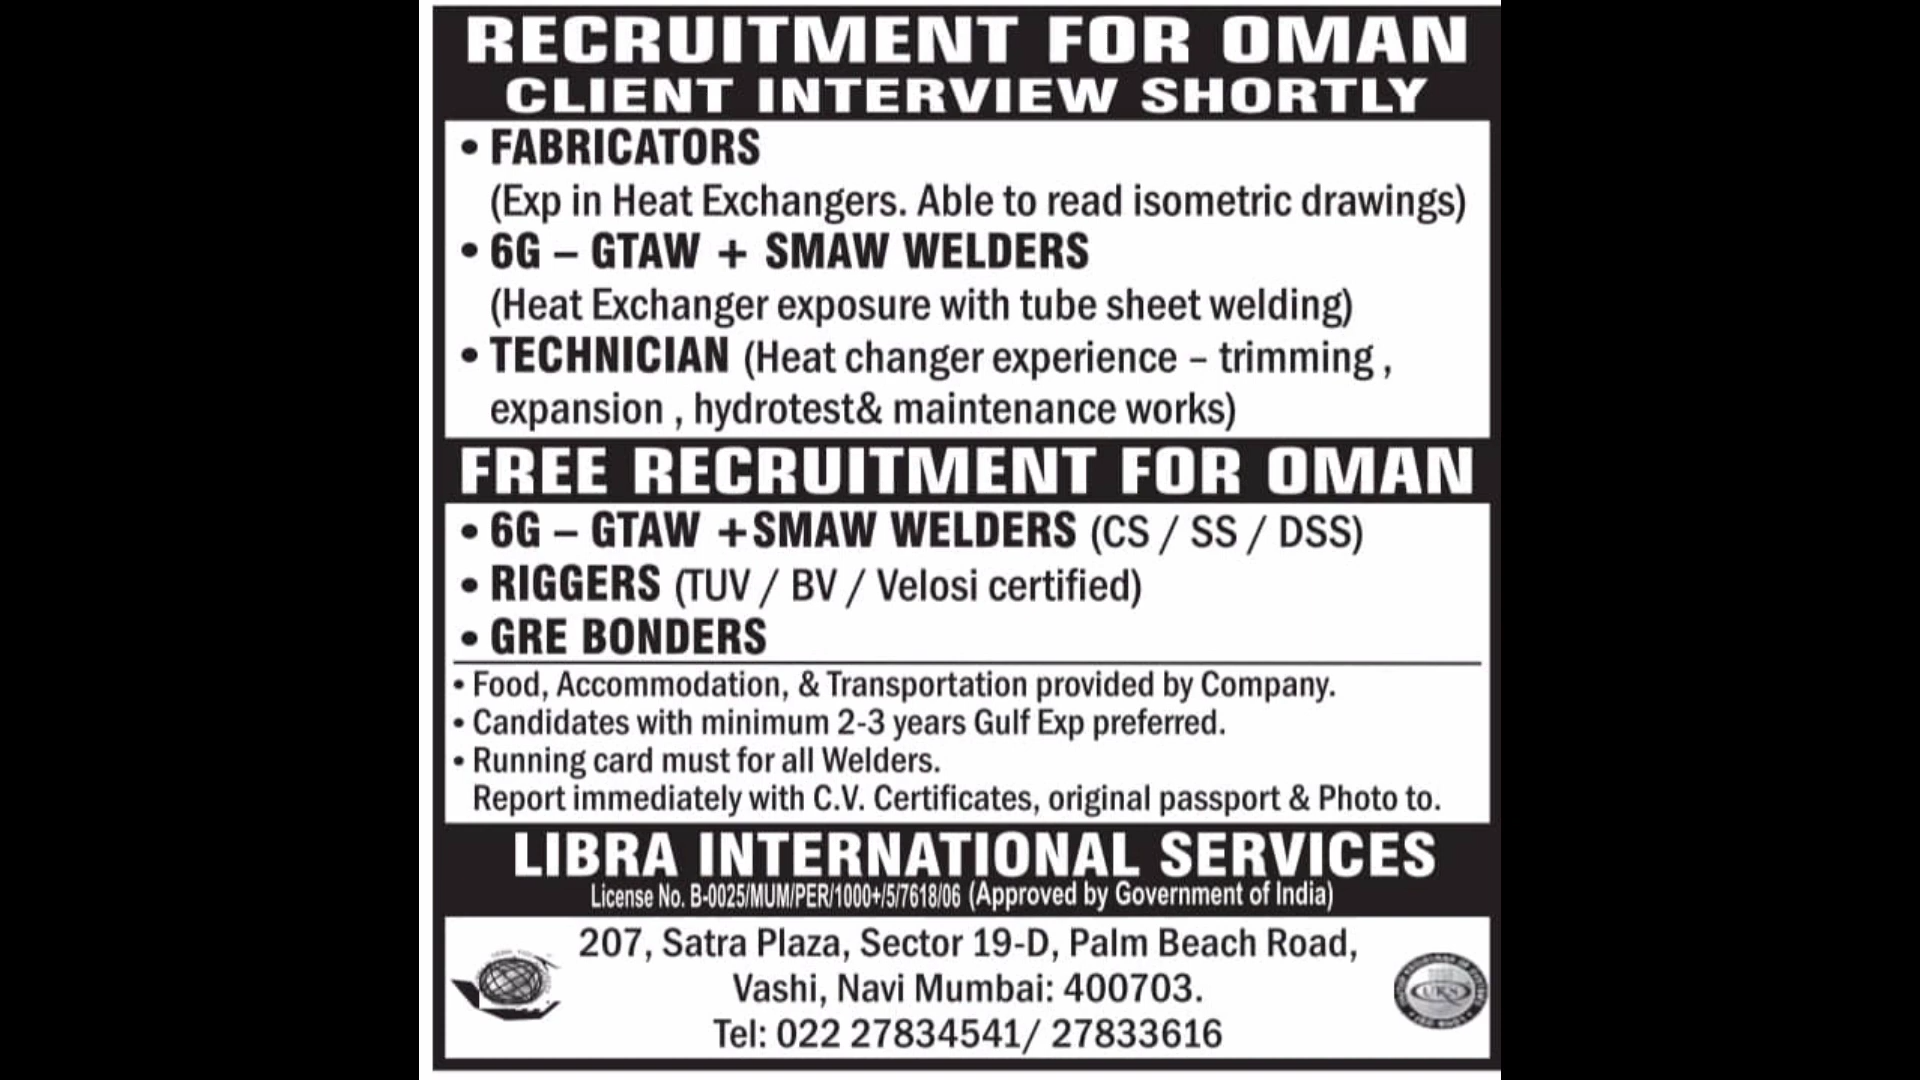 RECRUITMENT FOR OMAN
CLIENT INTERVIEW SHORTLY
• FABRICATORS
(Exp in Heat Exchangers. Able to read isometric drawings)
• 6G – GTAW + SMAW WELDERS
(Heat Exchanger exposure with tube sheet welding)
• TECHNICIAN (Heat changer experience – trimming ,
expansion , hydrotest& maintenance works)
FREE RECRUITMENT FOR OMAN
• 6G – GTAW +SMAW WELDERS (CS / SS / DSS)
• RIGGERS (TUV / BV / Velosi certified)
• GRE BONDERS
• Food, Accommodation, & Transportation provided by Company.
• Candidates with minimum 2-3 years Gulf Exp preferred.
• Running card must for all Welders.
Report immediately with C.V. Certificates, original passport & Photo to.
LIBRA INTERNATIONAL SERVICES
License No. B-0025/MUM/PER/1000+/5/7618/06 (Approved by Government of India)
207, Satra Plaza, Sector 19-D, Palm Beach Road,
Vashi, Navi Mumbai: 400703.
Tel: 022 27834541/ 27833616